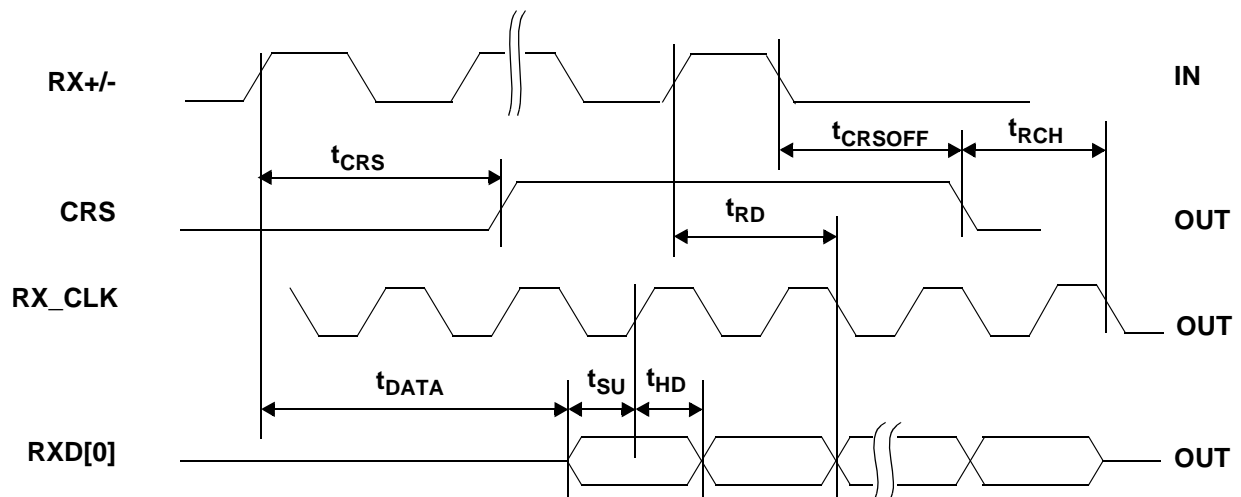 RX+/-
IN
tCRSOFF
tRCH
tCRS
CRS
tRD
OUT
RX_CLK
OUT
tDATA
tSU
tHD
RXD[0]
OUT